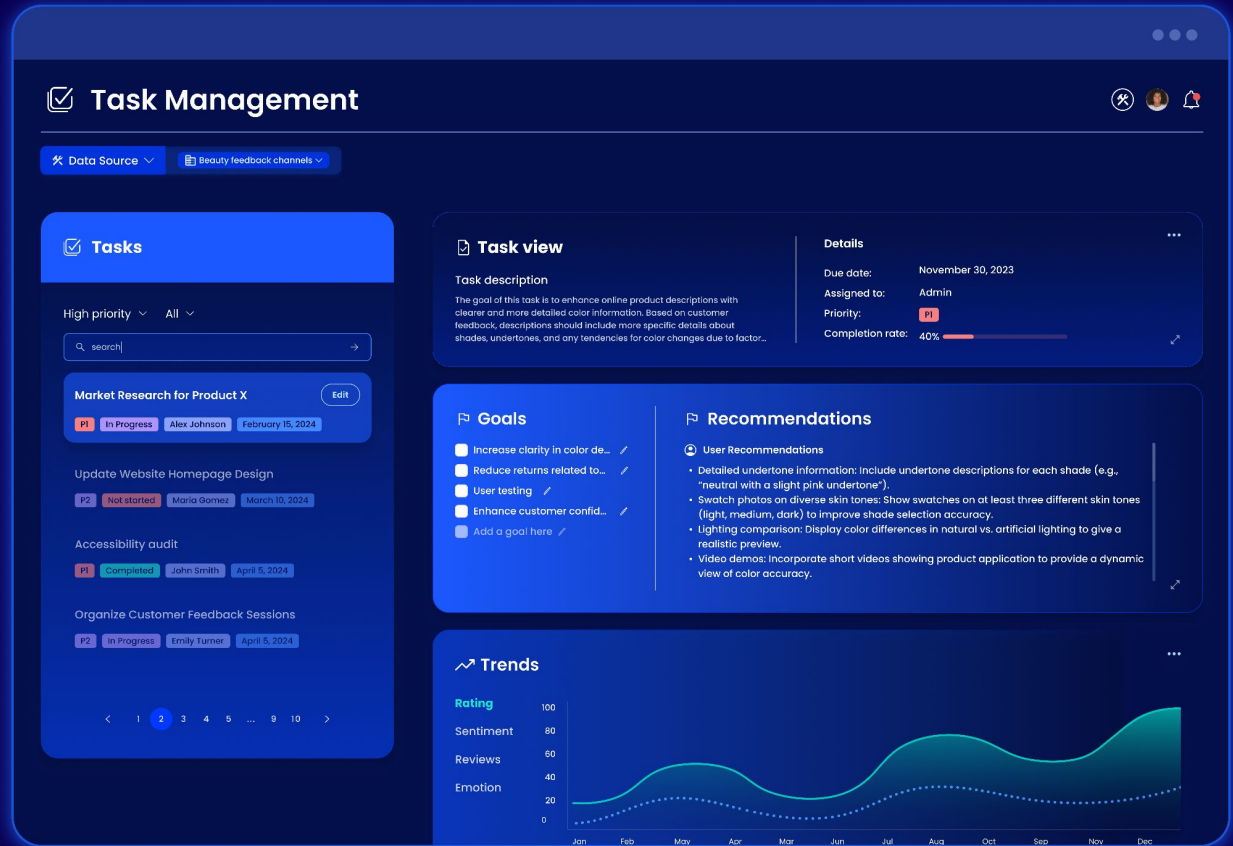 Task Management
Data Source
Beauty feedback channels
Tasks
High priority All
search
Market Research for Product X Edit
P1 In Progress Alex Johnson February 15, 2024
Update Website Homepage Design
P2 Not started Maria Gomez March 10, 2024
Accessibility audit
P1 Completed John Smith April 5, 2024
Organize Customer Feedback Sessions
P2 In Progress Emily Turner April 5, 2024
< 1 2 3 4 5 ... 9 10 >
Task view
Task description
The goal of this task is to enhance online product descriptions with
clearer and more detailed color information. Based on customer
feedback, descriptions should include more specific details about
shades, undertones, and any tendencies for color changes due to factor...
Details
Due date: November 30, 2023
Assigned to: Admin
Priority: P1
Completion rate: 40%
Goals
Increase clarity in color de...
Reduce returns related to...
User testing
Enhance customer confid...
Add a goal here
Recommendations
User Recommendations
• Detailed undertone information: Include undertone descriptions for each shade (e.g.,
“neutral with a slight pink undertone”).
• Swatch photos on diverse skin tones: Show swatches on at least three different skin tones
(light, medium, dark) to improve shade selection accuracy.
• Lighting comparison: Display color differences in natural vs. artificial lighting to give a
realistic preview.
• Video demos: Incorporate short videos showing product application to provide a dynamic
view of color accuracy.
Trends
Rating
Sentiment
Reviews
Emotion
100
80
60
40
20
0
Jan Feb May Apr Mar Jun Jul Aug Oct Sep Nov Dec